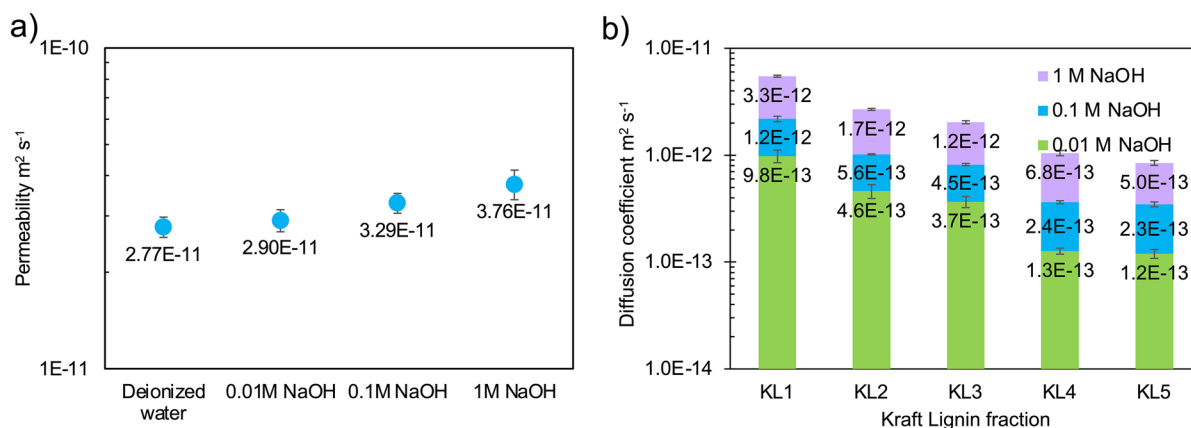 a)
1E-10
1E-11
Permeability m² s⁻¹
2.77E-11
2.90E-11
3.29E-11
3.76E-11
Deionized
water
0.01M NaOH
0.1M NaOH
1M NaOH
b)
1.0E-11
1.0E-12
1.0E-13
1.0E-14
Diffusion coefficient m² s⁻¹
1 M NaOH
0.1 M NaOH
0.01 M NaOH
3.3E-12
1.2E-12
9.8E-13
1.7E-12
5.6E-13
4.6E-13
1.2E-12
4.5E-13
3.7E-13
6.8E-13
2.4E-13
1.3E-13
5.0E-13
2.3E-13
1.2E-13
KL1
KL2
KL3
KL4
KL5
Kraft Lignin fraction